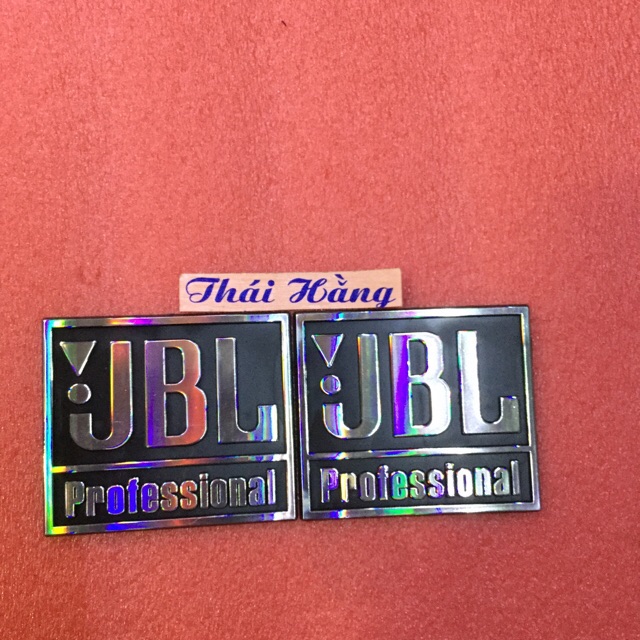 Thái Hằng
JBL
Professional
JBL
Professional